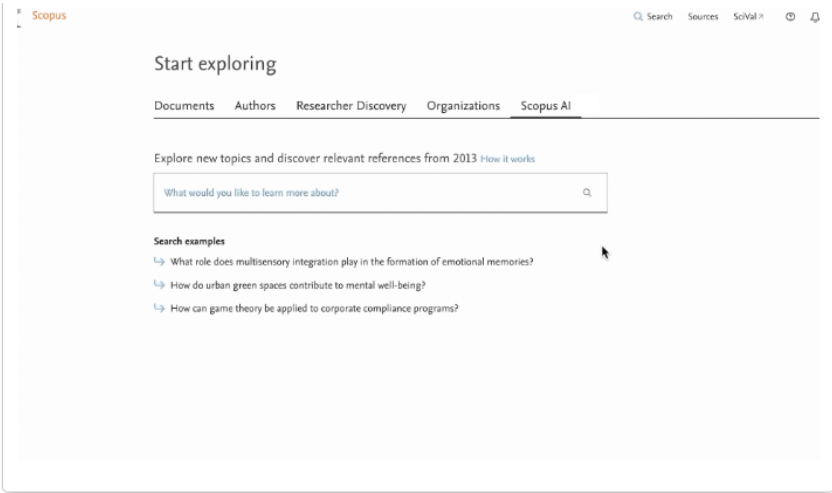 Scopus
Search Sources SciVal
Start exploring
Documents Authors Researcher Discovery Organizations Scopus AI
Explore new topics and discover relevant references from 2013 How it works
What would you like to learn more about?
Search examples
What role does multisensory integration play in the formation of emotional memories?
How do urban green spaces contribute to mental well-being?
How can game theory be applied to corporate compliance programs?